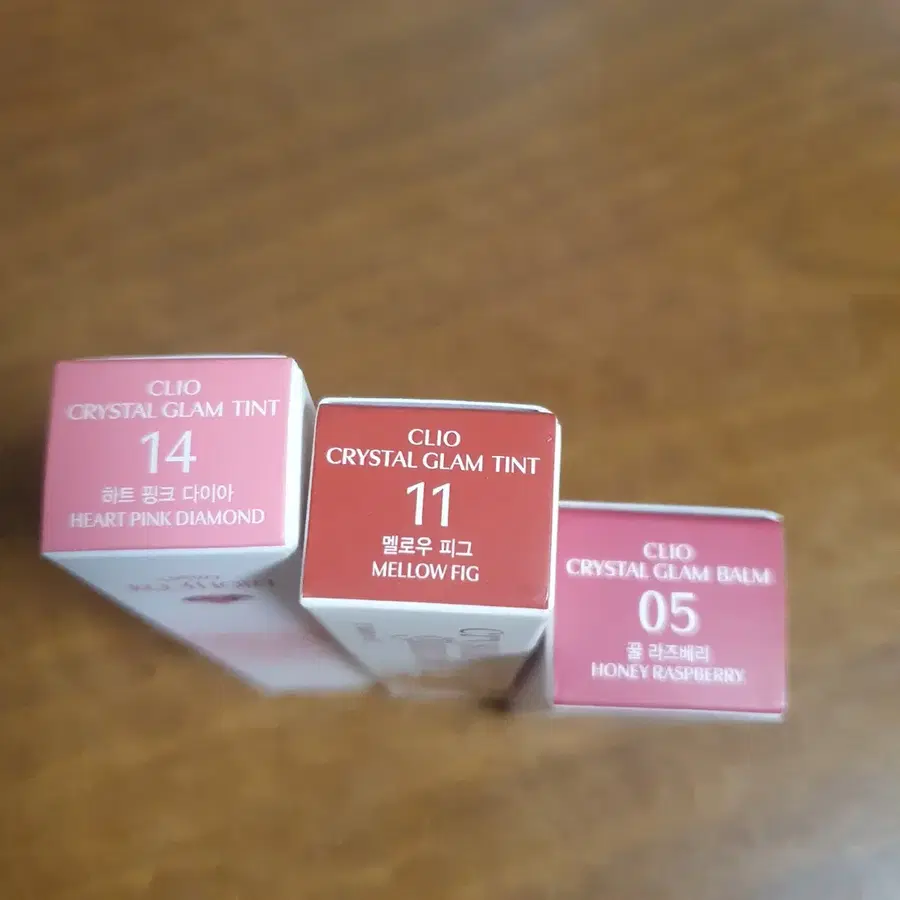 CLIO
CRYSTAL GLAM TINT
14
하트 핑크 다이아
HEART PINK DIAMOND
CLIO
CRYSTAL GLAM TINT
11
멜로우 피그
MELLOW FIG
CLIO
CRYSTAL GLAM BALM
05
꿀 라즈베리
HONEY RASPBERRY